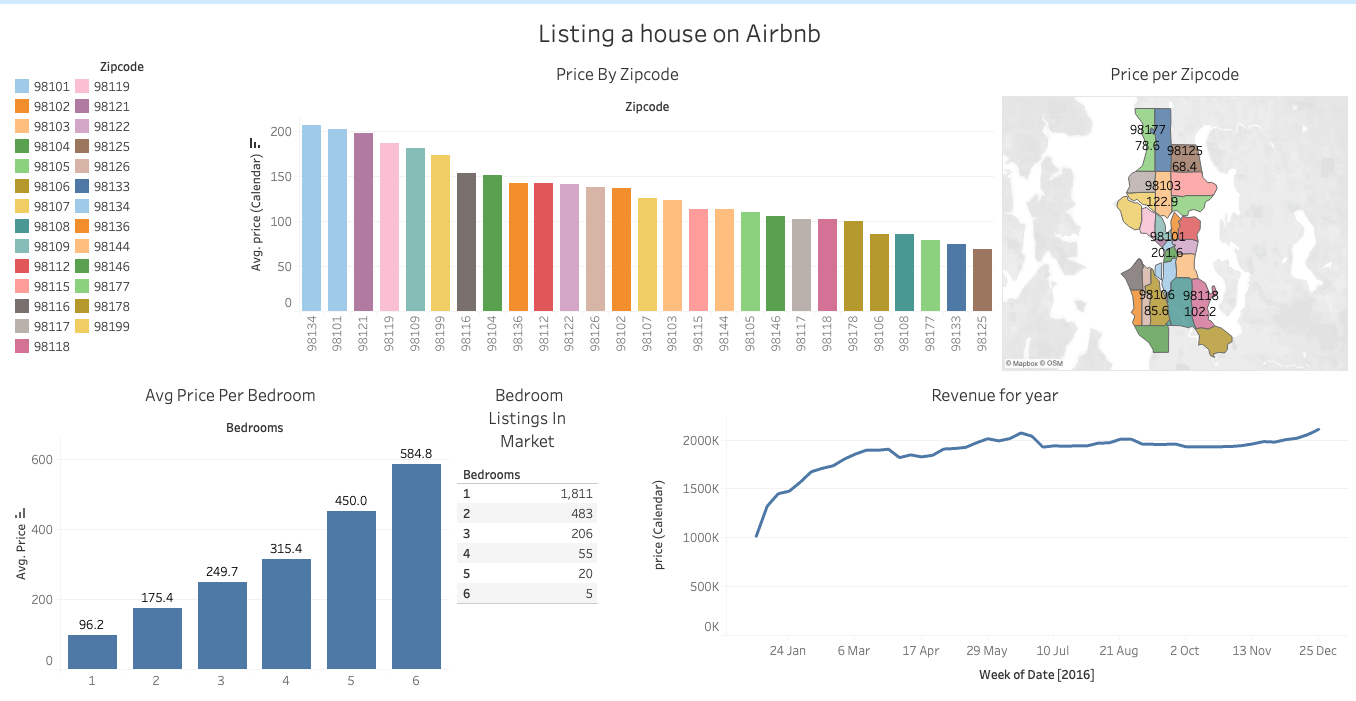 Listing a house on Airbnb
Zipcode
98101 98119
98102 98121
98103 98122
98104 98125
98105 98126
98106 98133
98107 98134
98108 98136
98109 98144
98112 98146
98115 98177
98116 98178
98117 98199
98118
Price By Zipcode
Zipcode
Avg. price (Calendar)
200
150
100
50
0
98134 98101 98121 98119 98109 98199 98116 98104 98136 98112 98122 98126 98102 98107 98103 98115 98144 98105 98146 98117 98118 98178 98106 98108 98177 98133 98125
Price per Zipcode
98177
78.6
98125
68.4
98103
122.9
98101
201.6
98106
85.6
98118
102.2
© Mapbox © OSM
Avg Price Per Bedroom
Bedrooms
Avg. Price
600
400
200
0
96.2
175.4
249.7
315.4
450.0
584.8
1 2 3 4 5 6
Bedroom
Listings In
Market
Bedrooms
1 1,811
2 483
3 206
4 55
5 20
6 5
Revenue for year
price (Calendar)
2000K
1500K
1000K
500K
0K
24 Jan 6 Mar 17 Apr 29 May 10 Jul 21 Aug 2 Oct 13 Nov 25 Dec
Week of Date [2016]